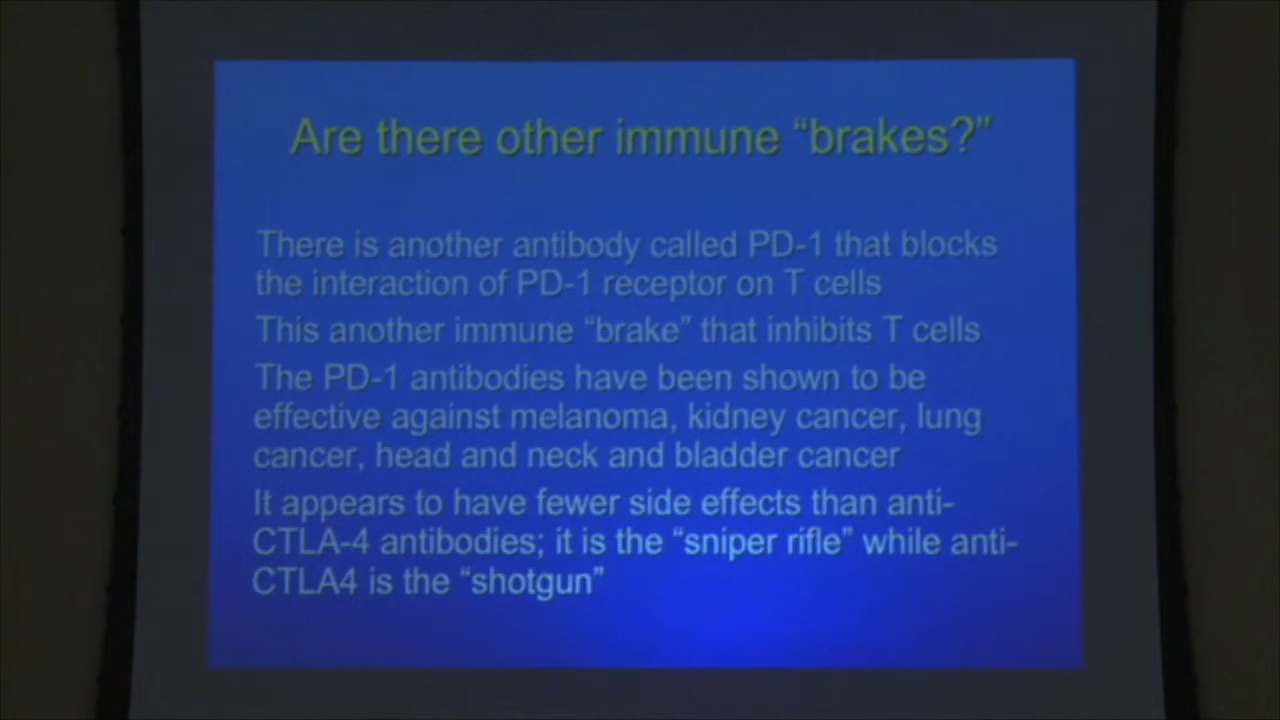 Are there other immune “brakes?”
There is another antibody called PD-1 that blocks
the interaction of PD-1 receptor on T cells
This another immune “brake” that inhibits T cells
The PD-1 antibodies have been shown to be
effective against melanoma, kidney cancer, lung
cancer, head and neck and bladder cancer
It appears to have fewer side effects than anti-
CTLA-4 antibodies; it is the “sniper rifle” while anti-
CTLA4 is the “shotgun”